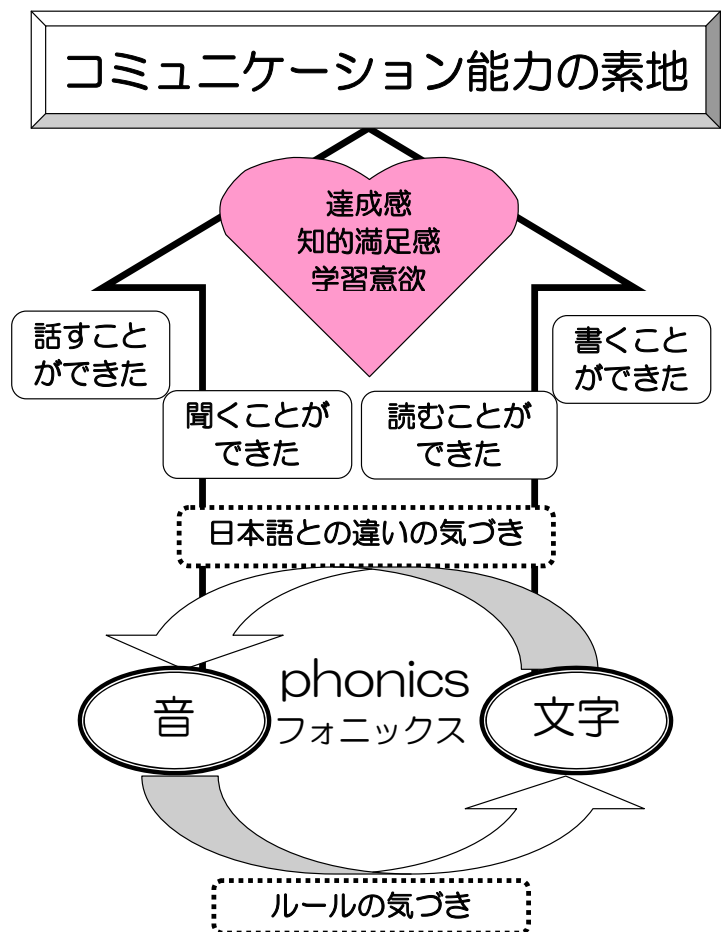 コミュニケーション能力の素地
達成感
知的満足感
学習意欲
話すこと
ができた
書くこと
ができた
聞くことが
できた
読むことが
できた
日本語との違いの気づき
phonics
フォニックス
音
文字
ルールの気づき